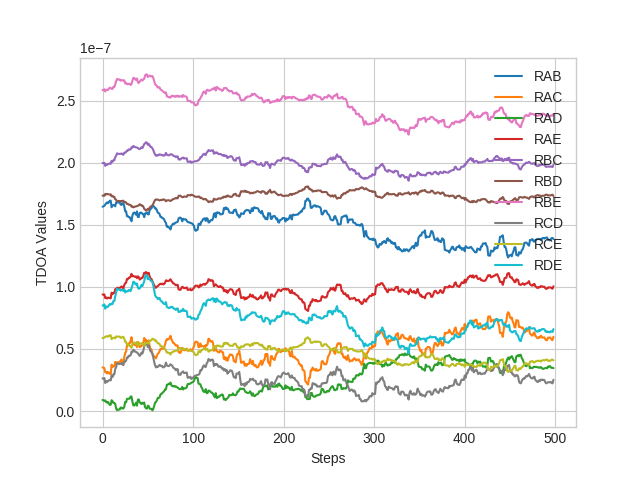 1e−7
2.5
2.0
1.5
1.0
0.5
0.0
TDOA Values
0
100
200
300
400
500
Steps
RAB
RAC
RAD
RAE
RBC
RBD
RBE
RCD
RCE
RDE